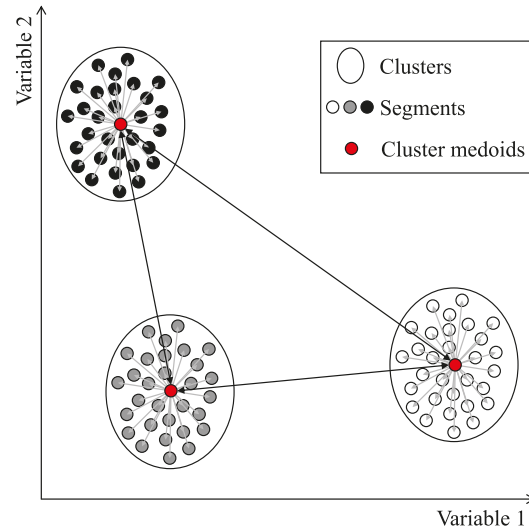 Variable 2
Clusters
Segments
Cluster medoids
Variable 1